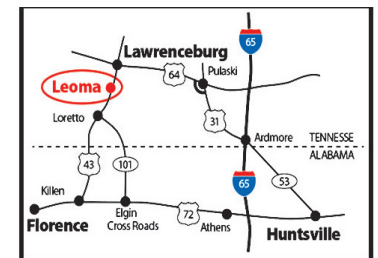 65
Lawrenceburg
64
Pulaski
Leoma
Loretto
31
Ardmore
TENNESSE
ALABAMA
43
101
65
53
Killen
Florence
Elgin
Cross Roads
72
Athens
Huntsville